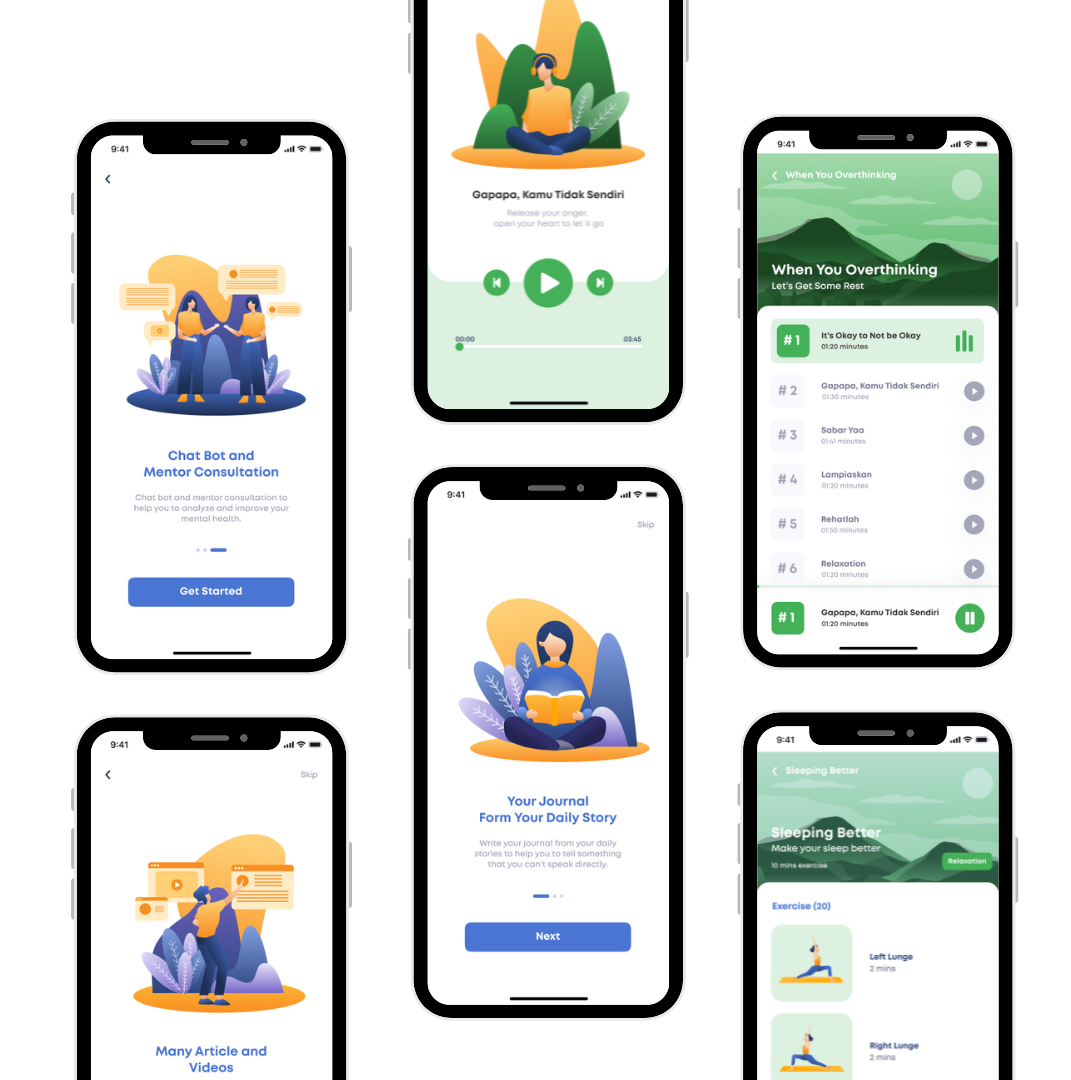 9:41
Chat Bot and
Mentor Consultation
Chat bot and mentor consultation to
help you to analyze and improve your
mental health.
Get Started
9:41
Skip
Many Article and
Videos
Gapapa, Kamu Tidak Sendiri
Release your anger,
open your heart to let it go
00:00
03:45
9:41
Skip
Your Journal
Form Your Daily Story
Write your journal from your daily
stories to help you to tell something
that you can't speak directly.
Next
9:41
When You Overthinking
When You Overthinking
Let's Get Some Rest
# 1
It's Okay to Not be Okay
01:20 minutes
# 2
Gapapa, Kamu Tidak Sendiri
01:30 minutes
# 3
Sabar Yaa
01:41 minutes
# 4
Lampiaskan
01:20 minutes
# 5
Rehatlah
01:50 minutes
# 6
Relaxation
01:20 minutes
# 1
Gapapa, Kamu Tidak Sendiri
01:20 minutes
9:41
Sleeping Better
Sleeping Better
Make your sleep better
10 mins exercise
Relaxation
Exercise (20)
Left Lunge
2 mins
Right Lunge
2 mins